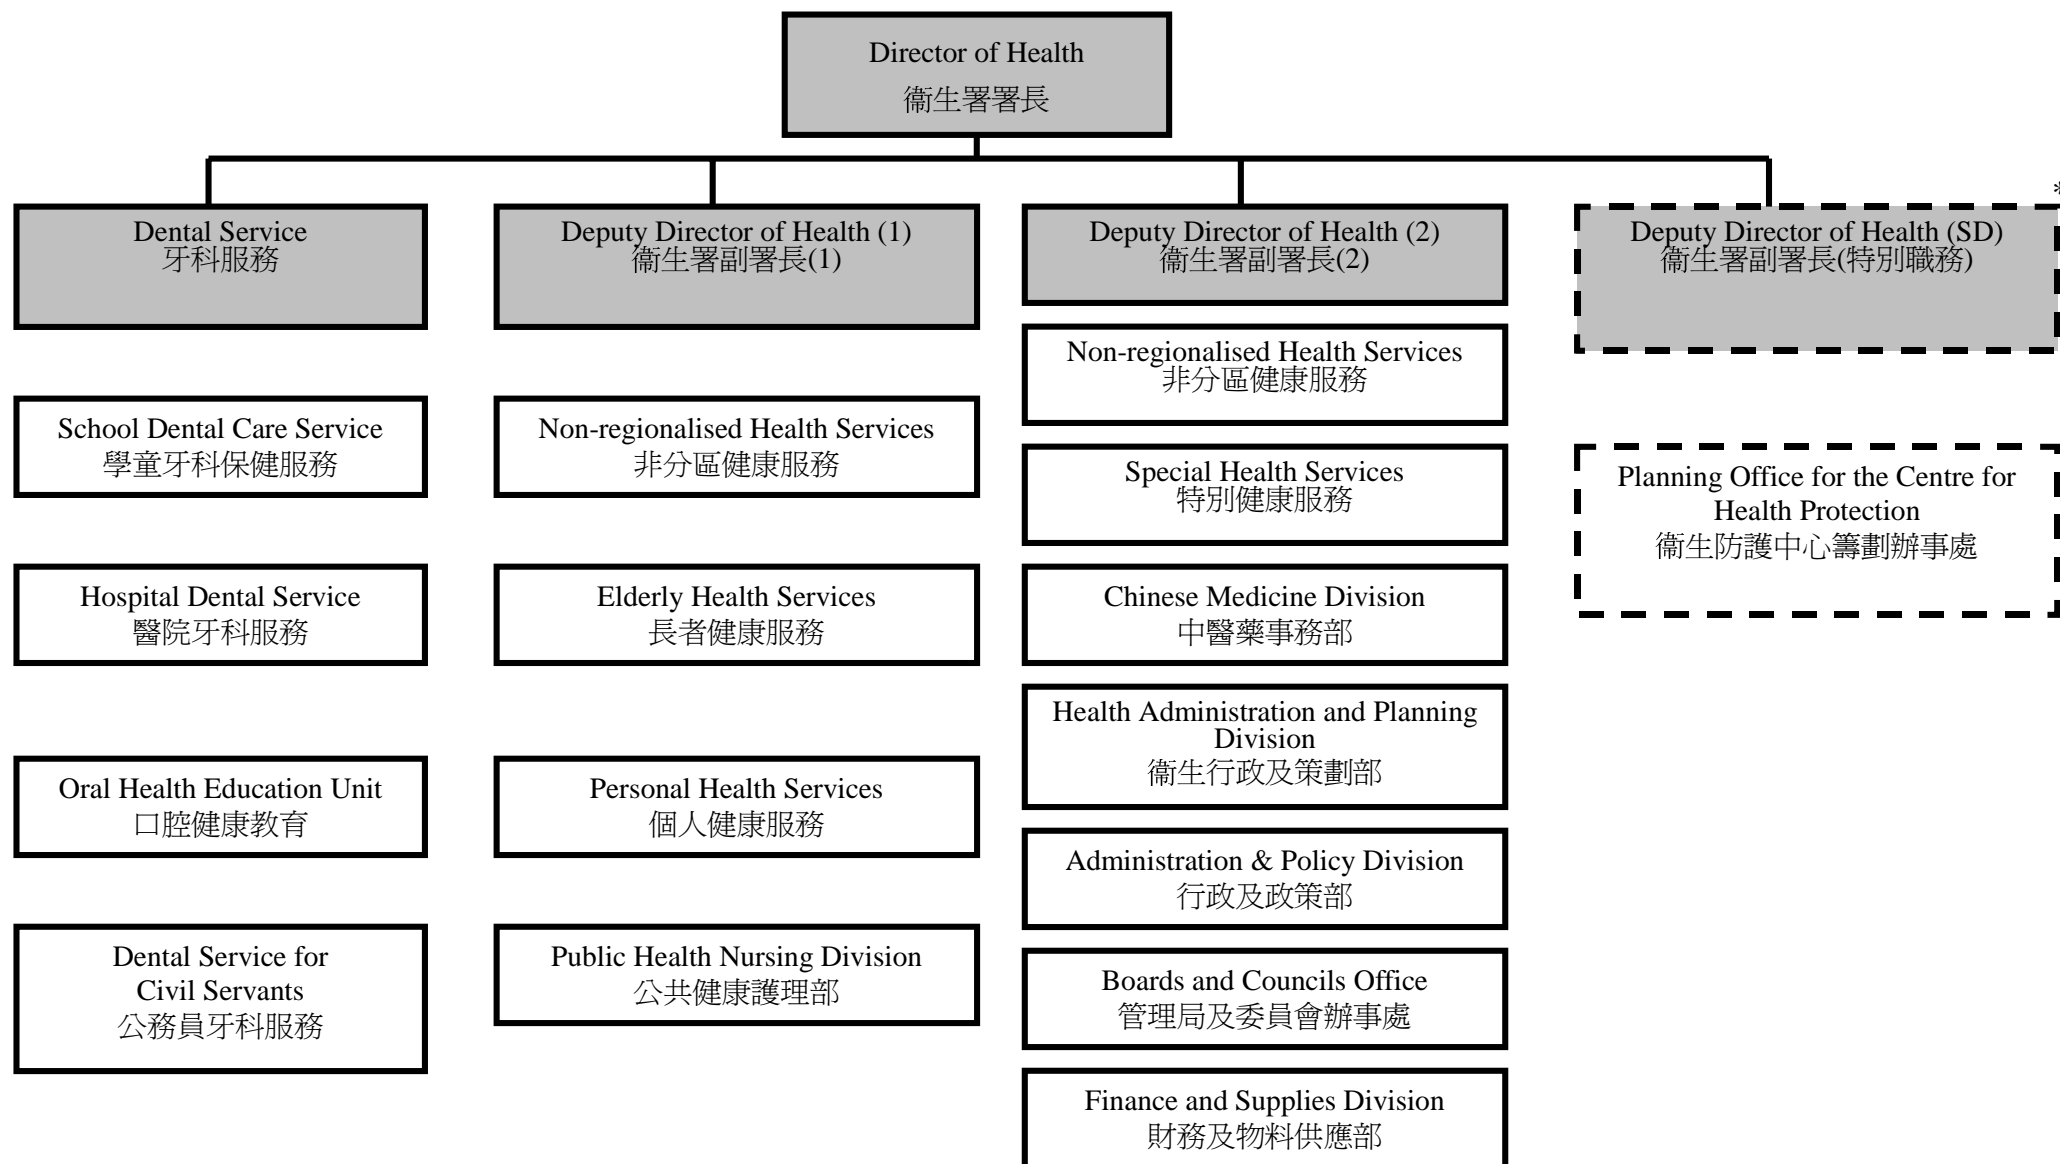 Director of Health
衞生署署長
*
Dental Service
牙科服務
School Dental Care Service
學童牙科保健服務
Hospital Dental Service
醫院牙科服務
Oral Health Education Unit
口腔健康教育
Dental Service for
Civil Servants
公務員牙科服務
Deputy Director of Health (1)
衞生署副署長(1)
Non-regionalised Health Services
非分區健康服務
Elderly Health Services
長者健康服務
Personal Health Services
個人健康服務
Public Health Nursing Division
公共健康護理部
Deputy Director of Health (2)
衞生署副署長(2)
Non-regionalised Health Services
非分區健康服務
Special Health Services
特別健康服務
Chinese Medicine Division
中醫藥事務部
Health Administration and Planning
Division
衞生行政及策劃部
Administration & Policy Division
行政及政策部
Boards and Councils Office
管理局及委員會辦事處
Finance and Supplies Division
財務及物料供應部
Deputy Director of Health (SD)
衞生署副署長(特別職務)
Planning Office for the Centre for
Health Protection
衞生防護中心籌劃辦事處